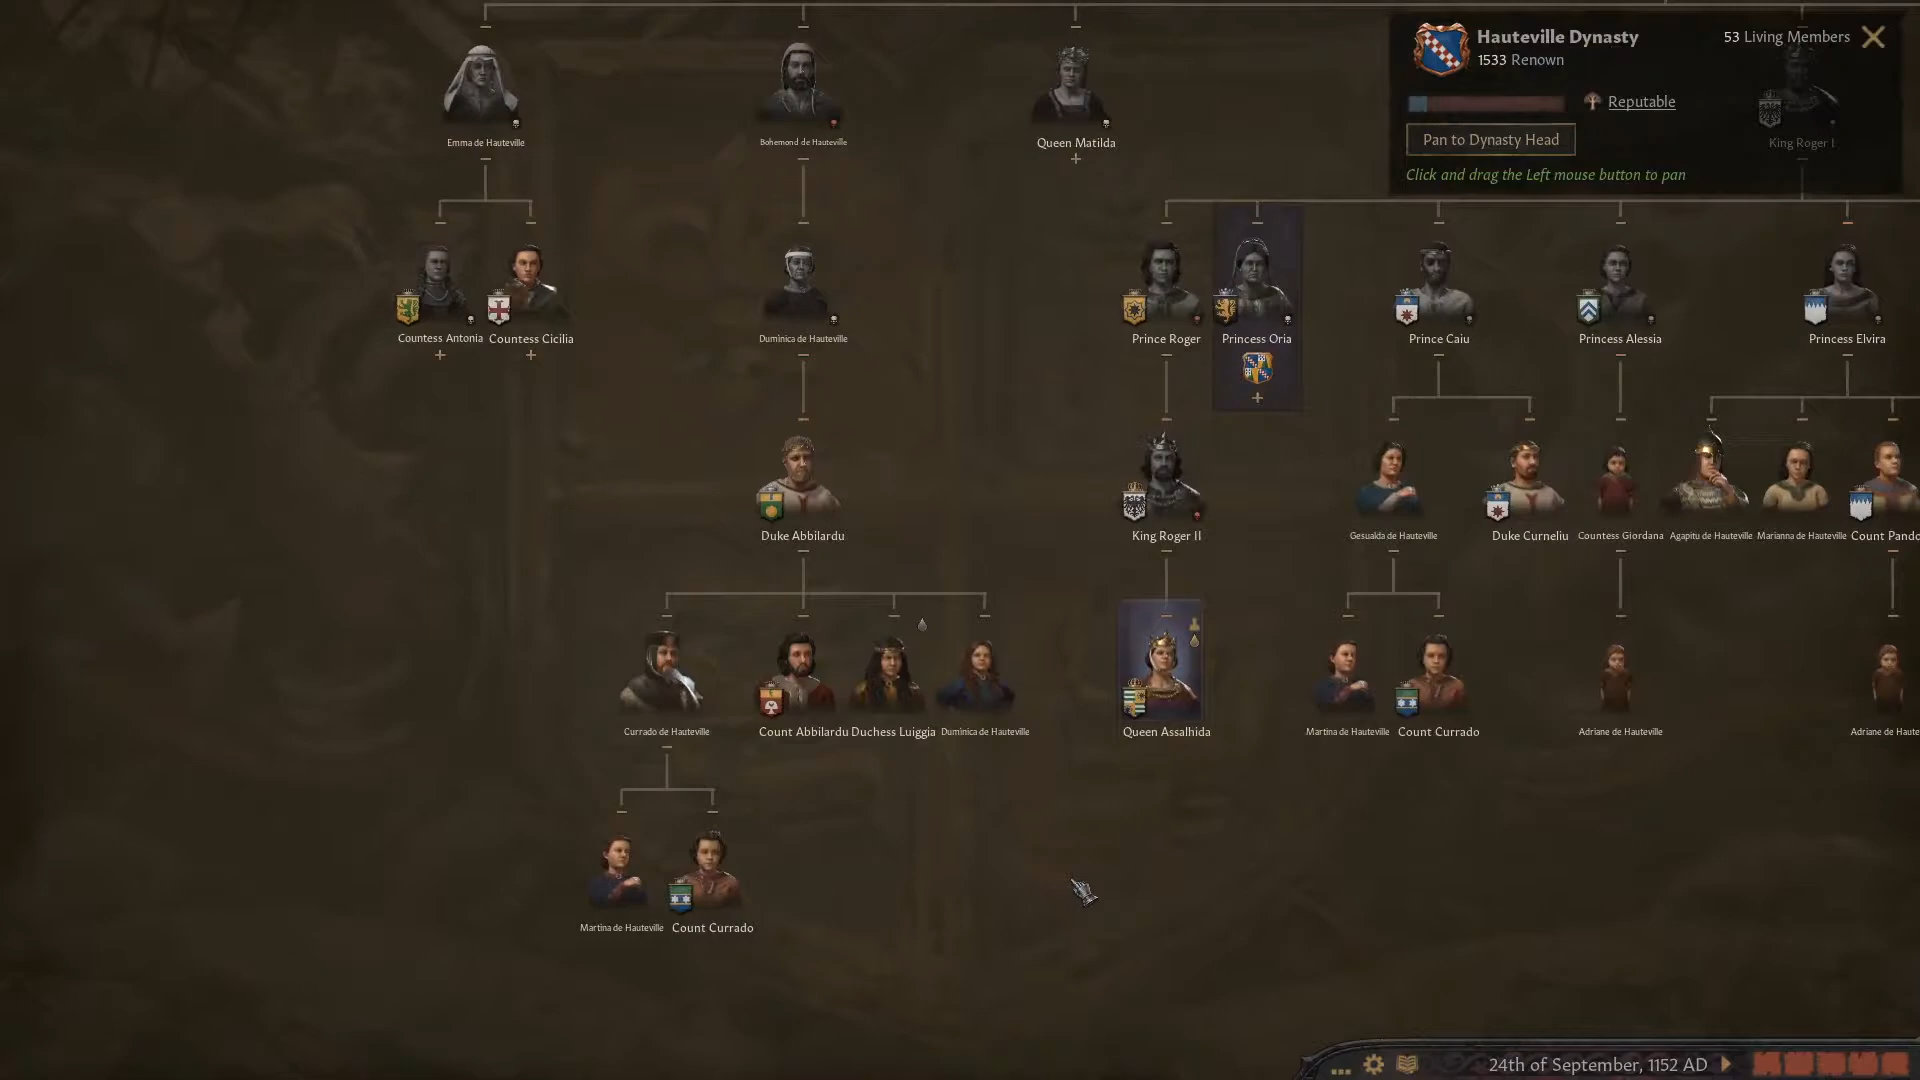 Hauteville Dynasty
53 Living Members
1533 Renown
Reputable
Pan to Dynasty Head
Click and drag the Left mouse button to pan
Emma de Hauteville
Bohemond de Hauteville
Queen Matilda
King Roger I
Countess Antonia
Countess Cicilia
Duminica de Hauteville
Prince Roger
Princess Oria
Prince Caiu
Princess Alessia
Princess Elvira
Duke Abbilardu
King Roger II
Gesualda de Hauteville
Duke Curneliu
Countess Giordana
Agapitu de Hauteville
Marianna de Hauteville
Count Pando
Currado de Hauteville
Count Abbilardu
Duchess Luiggia
Duminica de Hauteville
Queen Assalhida
Martina de Hauteville
Count Currado
Adriane de Hauteville
Adriane de Haute
Martina de Hauteville
Count Currado
... 24th of September, 1152 AD